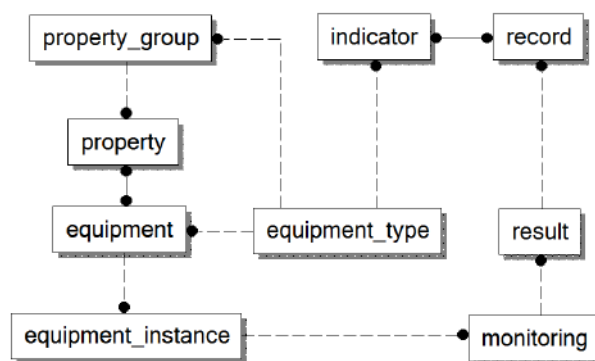 property_group
indicator
record
property
equipment
equipment_type
result
equipment_instance
monitoring